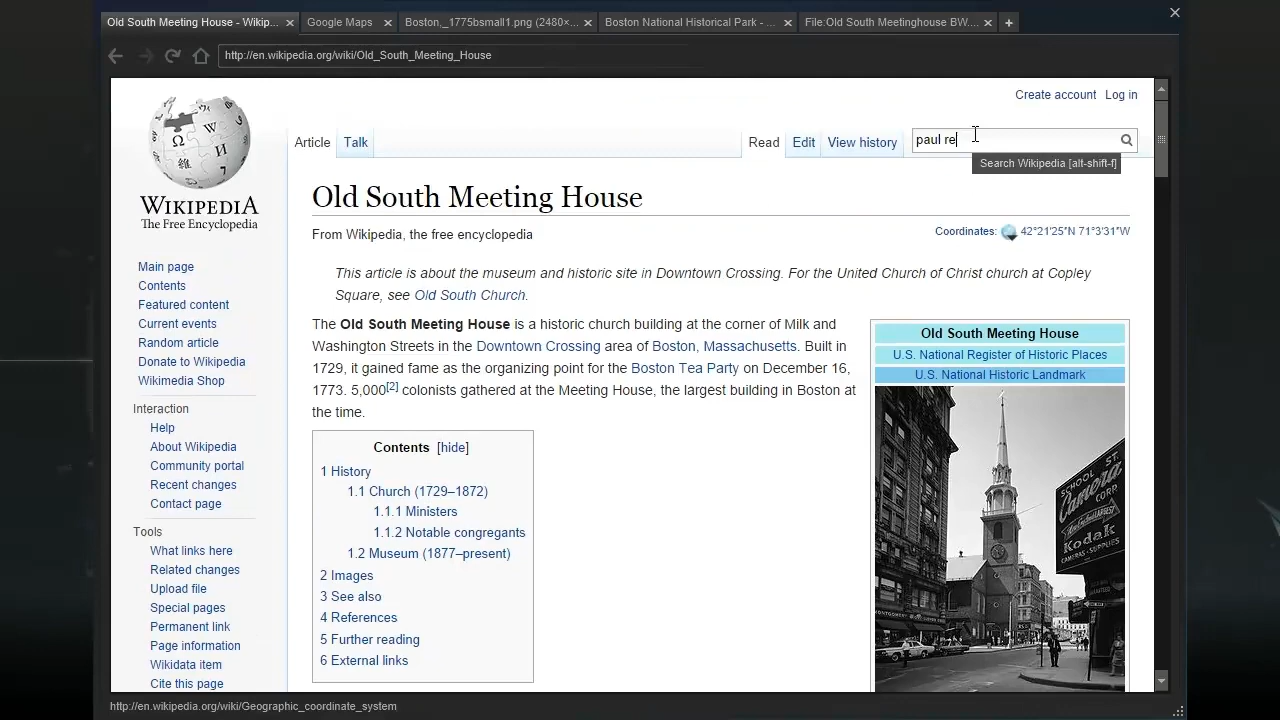 Old South Meeting House - Wikip...
Google Maps
Boston,_1775bsmall1.png (2480×...
Boston National Historical Park - ...
File:Old South Meetinghouse BW....
http://en.wikipedia.org/wiki/Old_South_Meeting_House
Create account Log in
Article Talk
Read Edit View history
paul re
Search Wikipedia [alt-shift-f]
WIKIPEDIA
The Free Encyclopedia
Old South Meeting House
From Wikipedia, the free encyclopedia
Coordinates: 42°21′25″N 71°3′31″W
This article is about the museum and historic site in Downtown Crossing. For the United Church of Christ church at Copley
Square, see Old South Church.
The Old South Meeting House is a historic church building at the corner of Milk and
Washington Streets in the Downtown Crossing area of Boston, Massachusetts. Built in
1729, it gained fame as the organizing point for the Boston Tea Party on December 16,
1773. 5,000[2] colonists gathered at the Meeting House, the largest building in Boston at
the time.
Contents [hide]
1 History
1.1 Church (1729–1872)
1.1.1 Ministers
1.1.2 Notable congregants
1.2 Museum (1877–present)
2 Images
3 See also
4 References
5 Further reading
6 External links
Old South Meeting House
U.S. National Register of Historic Places
U.S. National Historic Landmark
SCHOOL ST.
Camera
CORP.
Kodak
CAMERAS - SUPPLIES
Main page
Contents
Featured content
Current events
Random article
Donate to Wikipedia
Wikimedia Shop
Interaction
Help
About Wikipedia
Community portal
Recent changes
Contact page
Tools
What links here
Related changes
Upload file
Special pages
Permanent link
Page information
Wikidata item
Cite this page
http://en.wikipedia.org/wiki/Geographic_coordinate_system